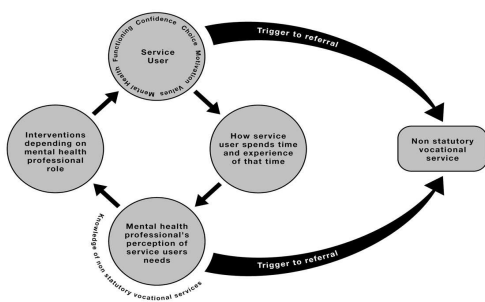 Functioning Confidence Choice Motivation Values Mental Health
Service
User
Trigger to referral
Interventions
depending on
mental health
professional
role
How service
user spends time
and experience
of that time
Non statutory
vocational
service
Mental health
professional's
perception of
service users
needs
Knowledge of non statutory vocational services
Trigger to referral